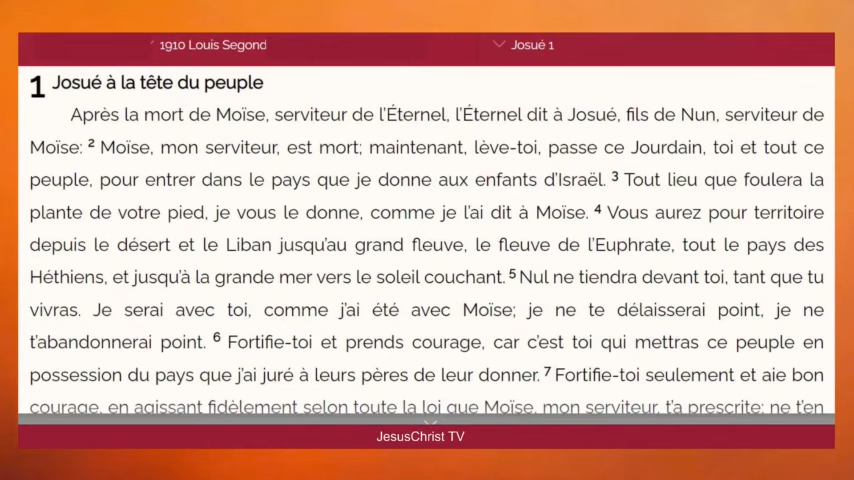 1910 Louis Segond
Josué 1
1 Josué à la tête du peuple
Après la mort de Moïse, serviteur de l'Éternel, l'Éternel dit à Josué, fils de Nun, serviteur de
Moïse: 2 Moïse, mon serviteur, est mort; maintenant, lève-toi, passe ce Jourdain, toi et tout ce
peuple, pour entrer dans le pays que je donne aux enfants d'Israël. 3 Tout lieu que foulera la
plante de votre pied, je vous le donne, comme je l'ai dit à Moïse. 4 Vous aurez pour territoire
depuis le désert et le Liban jusqu'au grand fleuve, le fleuve de l'Euphrate, tout le pays des
Héthiens, et jusqu'à la grande mer vers le soleil couchant. 5 Nul ne tiendra devant toi, tant que tu
vivras. Je serai avec toi, comme j'ai été avec Moïse; je ne te délaisserai point, je ne
t'abandonnerai point. 6 Fortifie-toi et prends courage, car c'est toi qui mettras ce peuple en
possession du pays que j'ai juré à leurs pères de leur donner. 7 Fortifie-toi seulement et aie bon
courage, en agissant fidèlement selon toute la loi que Moïse, mon serviteur, t'a prescrite; ne t'en
JesusChrist TV